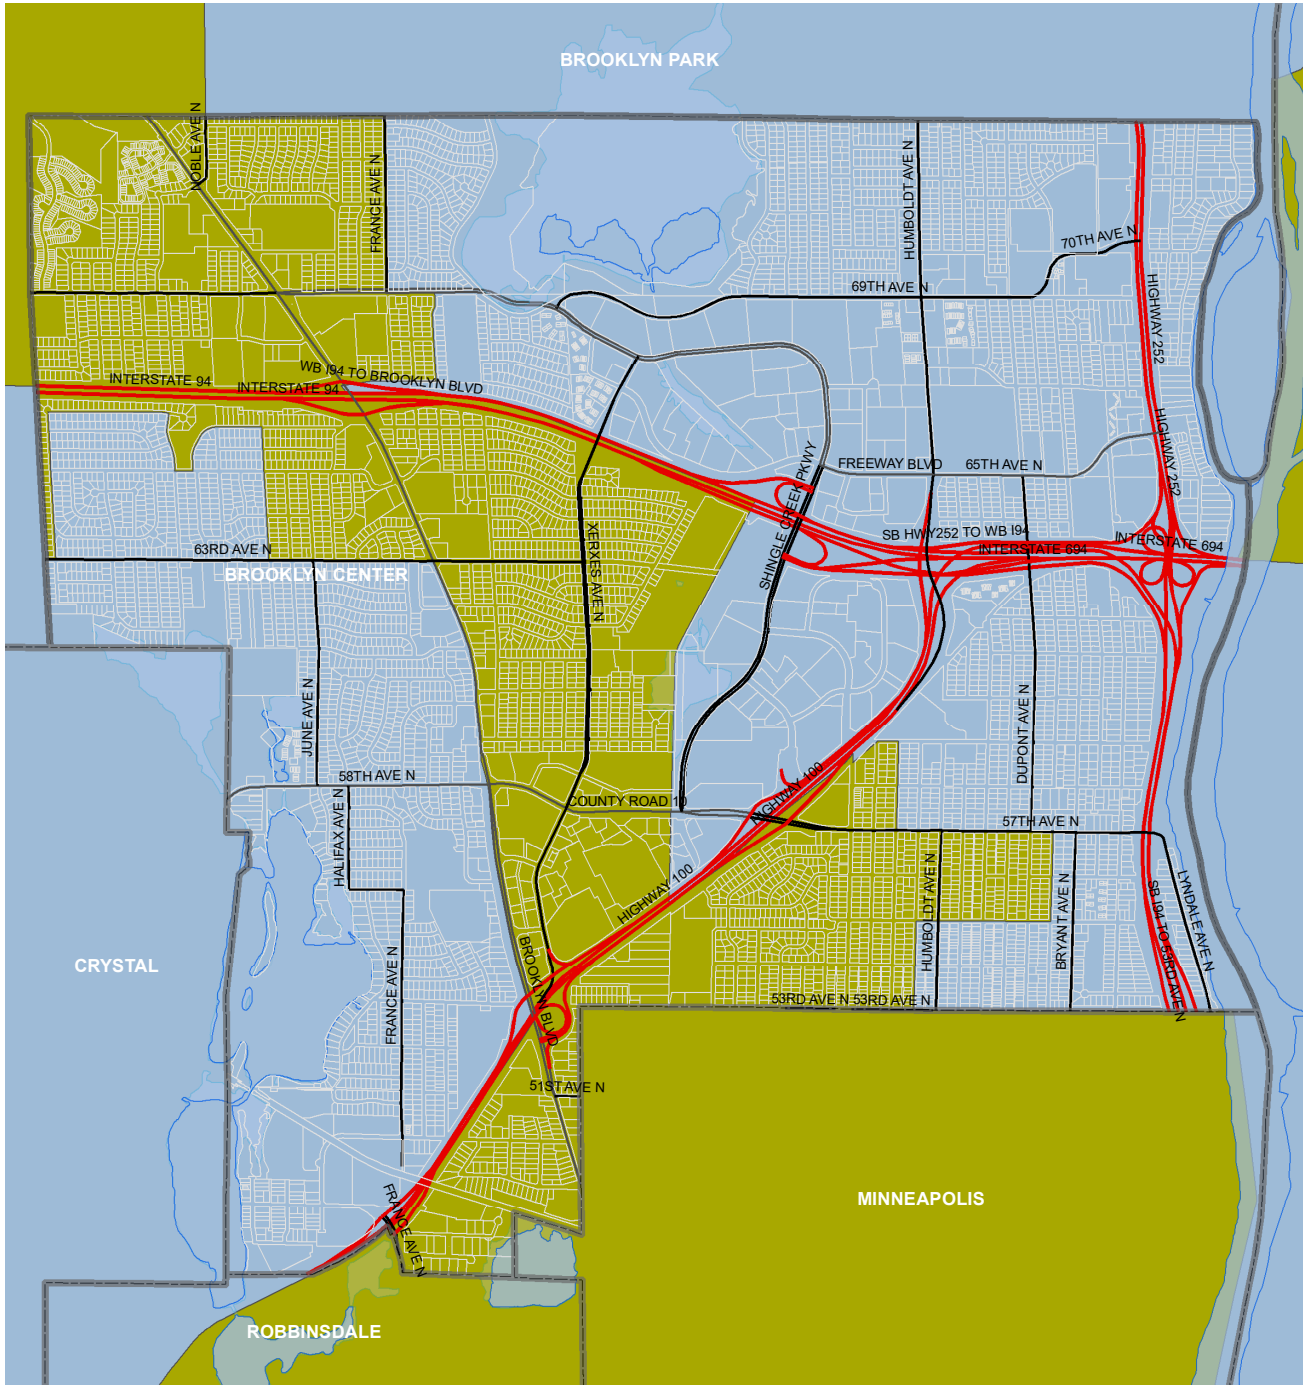 BROOKLYN PARK
NOBLE AVE N
FRANCE AVE N
HUMBOLDT AVE N
70TH AVE N
69TH AVE N
HIGHWAY 252
WB I94 TO BROOKLYN BLVD
INTERSTATE 94
INTERSTATE 94
HIGHWAY 252
FREEWAY BLVD
65TH AVE N
SHINGLE CREEK PKWY
XERXES AVE N
SB HWY252 TO WB I94
INTERSTATE 694
INTERSTATE 694
63RD AVE N
BROOKLYN CENTER
JUNE AVE N
DUPONT AVE N
58TH AVE N
HALIFAX AVE N
COUNTY ROAD 10
HIGHWAY 100
57TH AVE N
HIGHWAY 100
HUMBOLDT AVE N
BRYANT AVE N
LYNDALE AVE N
SB I94 TO 53RD AVE N
CRYSTAL
FRANCE AVE N
BROOKLYN BLVD
53RD AVE N
53RD AVE N
51ST AVE N
MINNEAPOLIS
FRANCE AVE N
ROBBINSDALE